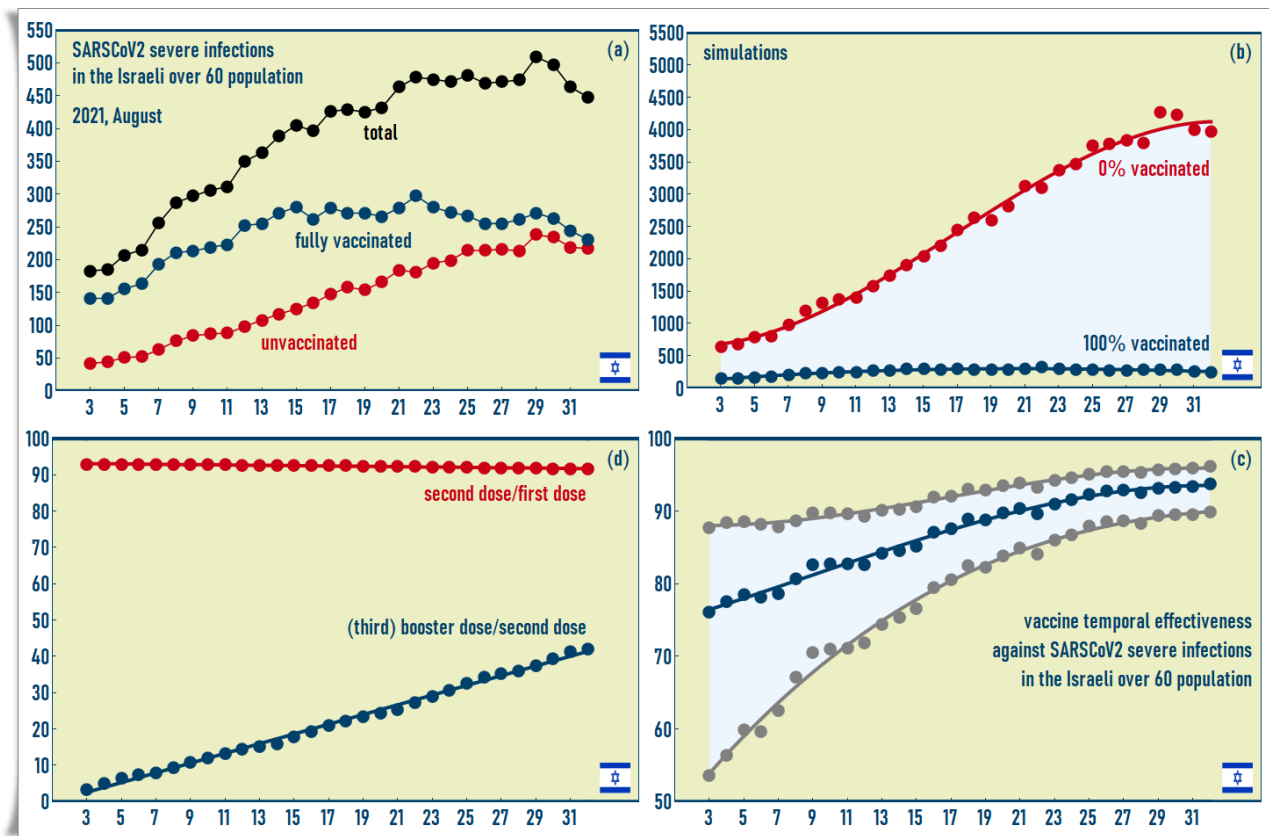 550
500
450
400
350
300
250
200
150
100
50
0
SARSCoV2 severe infections
in the Israeli over 60 population
2021, August
(a)
total
fully vaccinated
unvaccinated
3 5 7 9 11 13 15 17 19 21 23 25 27 29 31
5500
5000
4500
4000
3500
3000
2500
2000
1500
1000
500
0
simulations
(b)
0% vaccinated
100% vaccinated
3 5 7 9 11 13 15 17 19 21 23 25 27 29 31
100
90
80
70
60
50
40
30
20
10
0
(d)
second dose/first dose
(third) booster dose/second dose
3 5 7 9 11 13 15 17 19 21 23 25 27 29 31
100
90
80
70
60
50
(c)
vaccine temporal effectiveness
against SARSCoV2 severe infections
in the Israeli over 60 population
3 5 7 9 11 13 15 17 19 21 23 25 27 29 31